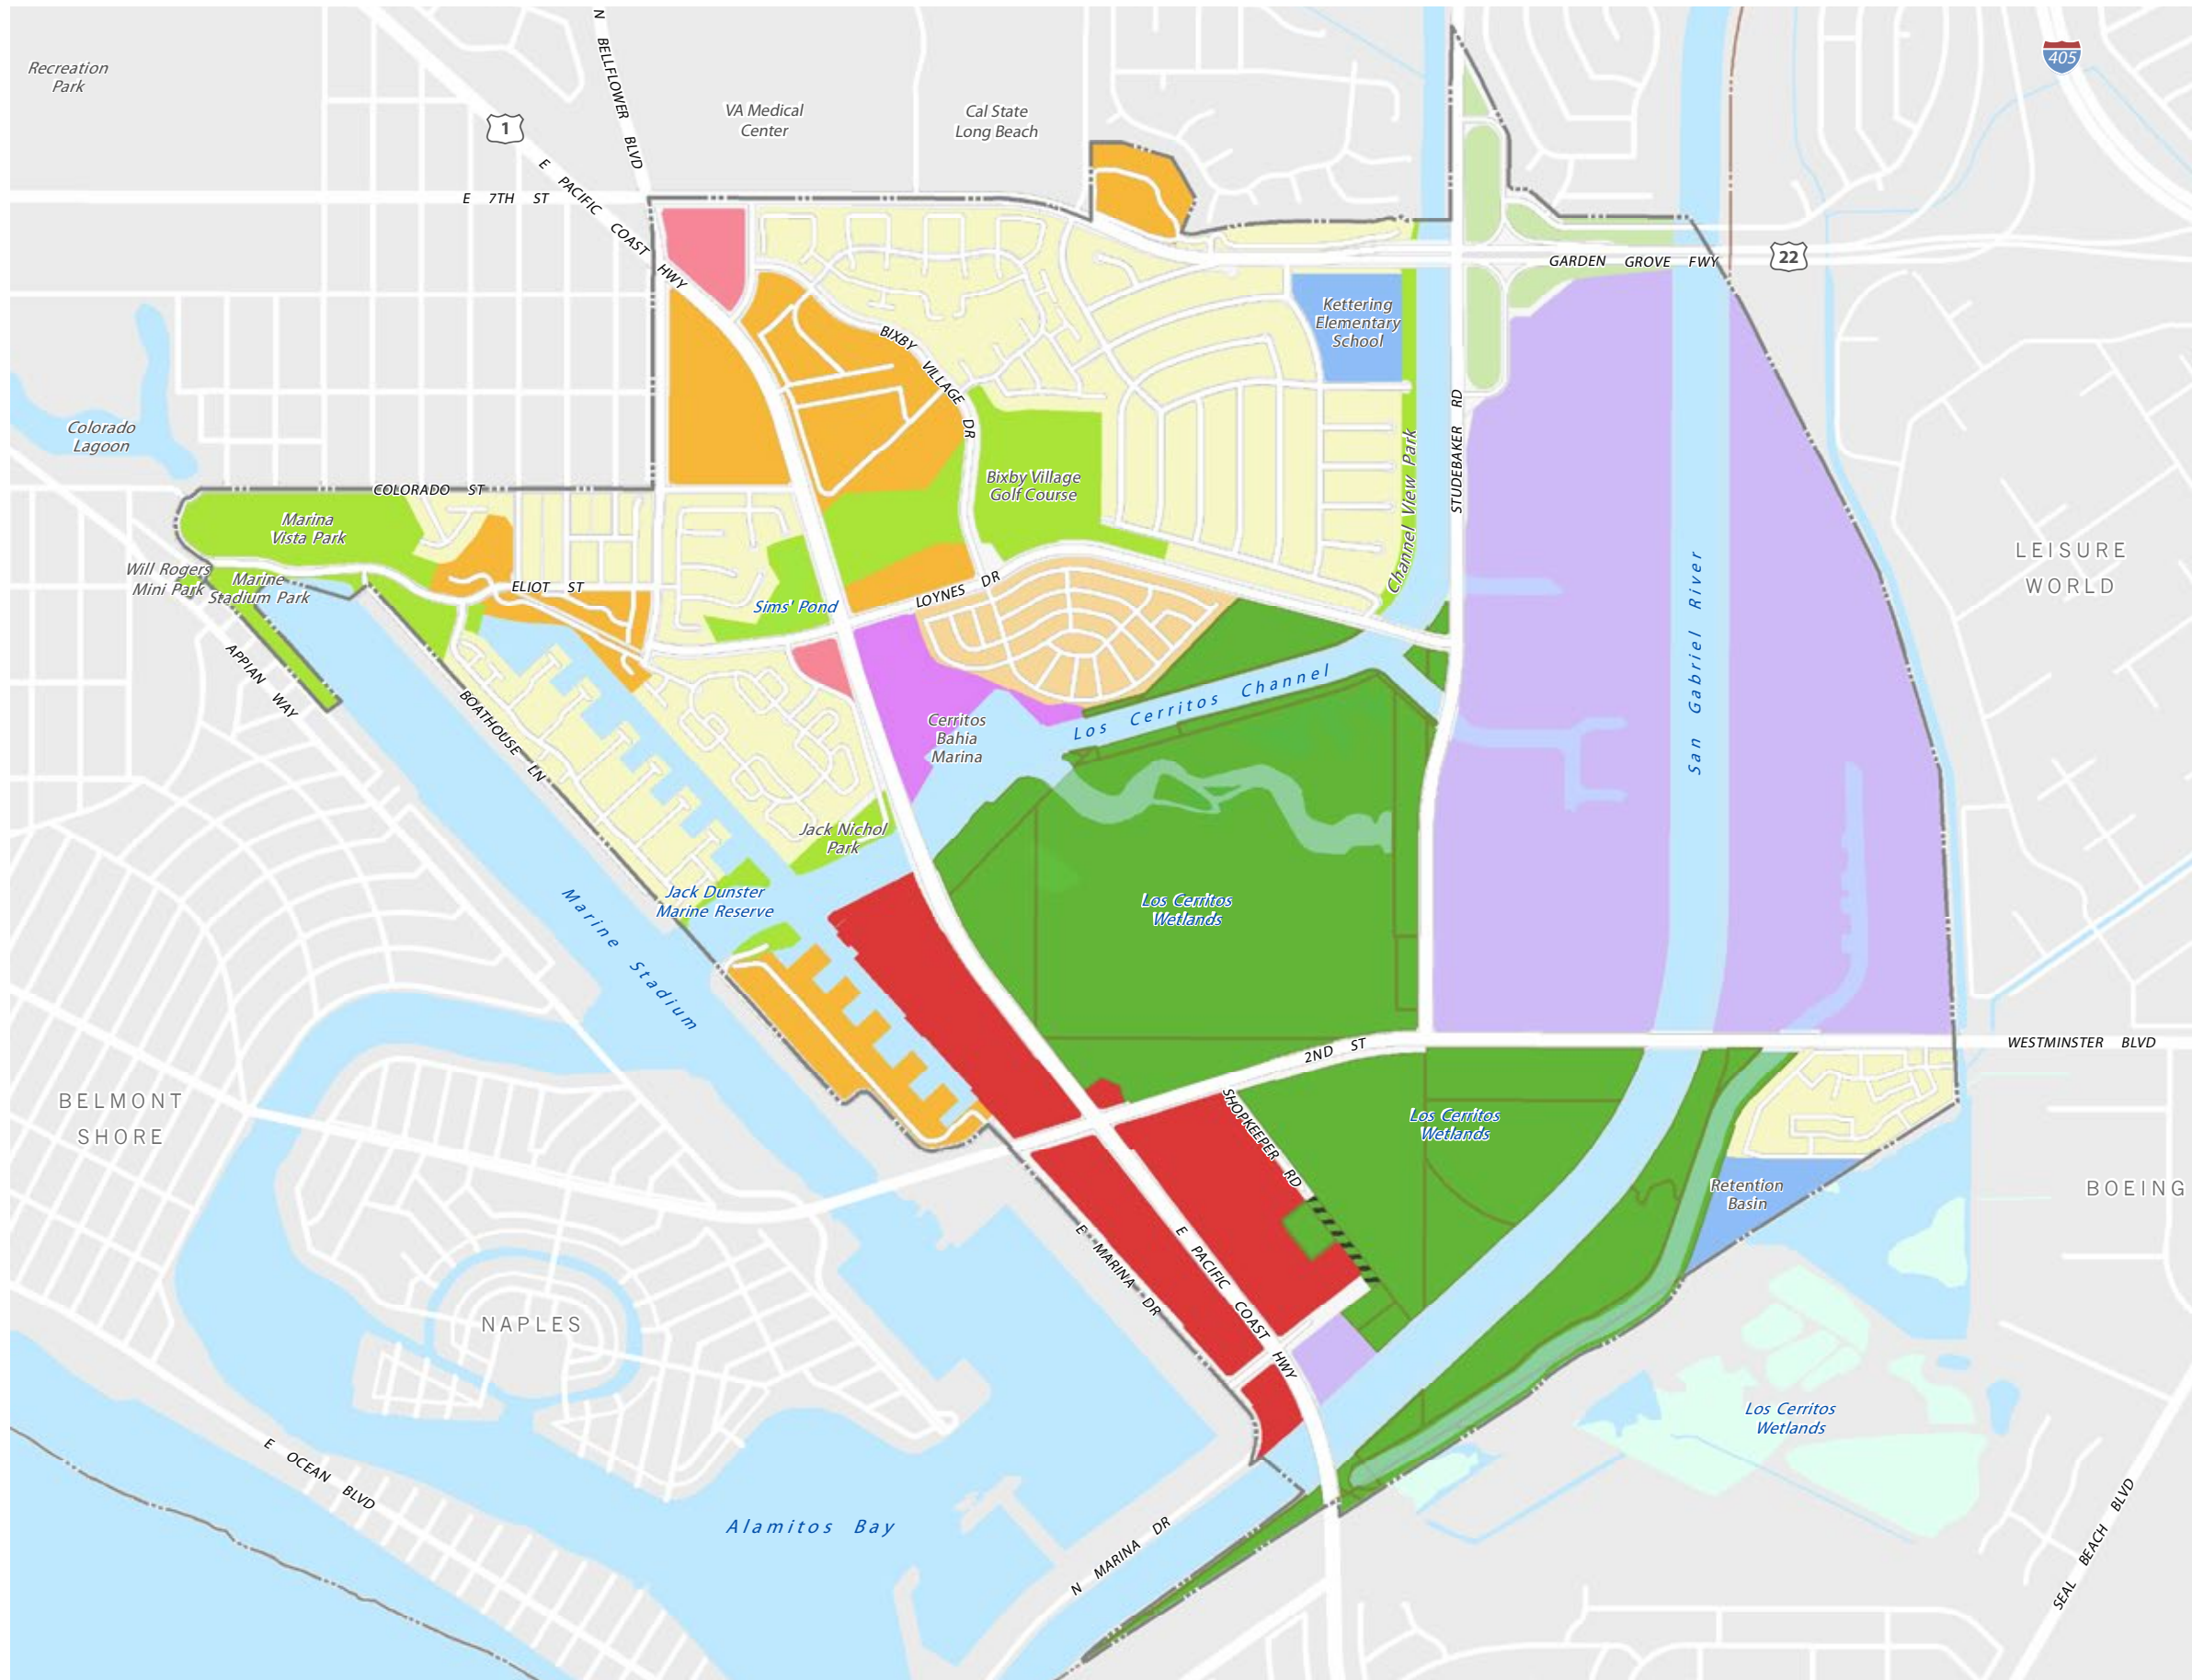 Recreation
Park
N BELLFLOWER BLVD
405
VA Medical
Center
Cal State
Long Beach
1
E PACIFIC COAST HWY
E 7TH ST
GARDEN GROVE FWY
22
Kettering
Elementary
School
BIXBY VILLAGE DR
STUDEBAKER RD
Colorado
Lagoon
Bixby Village
Golf Course
Channel View Park
COLORADO ST
Marina
Vista Park
LEISURE
WORLD
Will Rogers
Mini Park
Marine
Stadium Park
ELIOT ST
LOYNES DR
Sims' Pond
San Gabriel River
APPIAN WAY
BOATHOUSE LN
Los Cerritos Channel
Cerritos
Bahia
Marina
Jack Nichol
Park
Jack Dunster
Marine Reserve
Los Cerritos
Wetlands
Marine Stadium
2ND ST
WESTMINSTER BLVD
BELMONT
SHORE
SHOPKEEPER RD
Los Cerritos
Wetlands
Retention
Basin
BOEING
E MARINA DR
E PACIFIC COAST HWY
NAPLES
Los Cerritos
Wetlands
E OCEAN BLVD
Alamitos Bay
N MARINA DR
SEAL BEACH BLVD